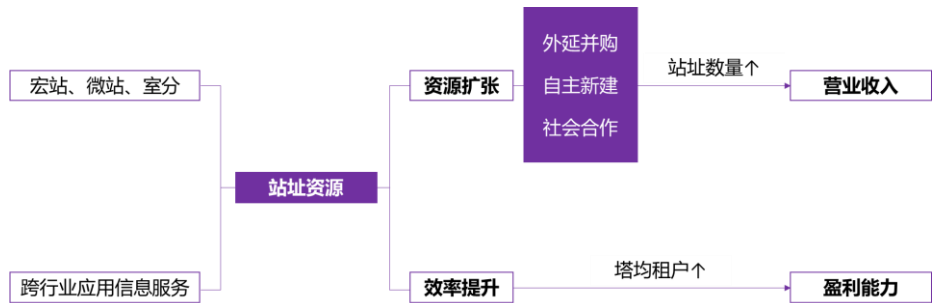 宏站、微站、室分
跨行业应用信息服务
站址资源
资源扩张
外延并购
自主新建
社会合作
站址数量↑
营业收入
效率提升
塔均租户↑
盈利能力